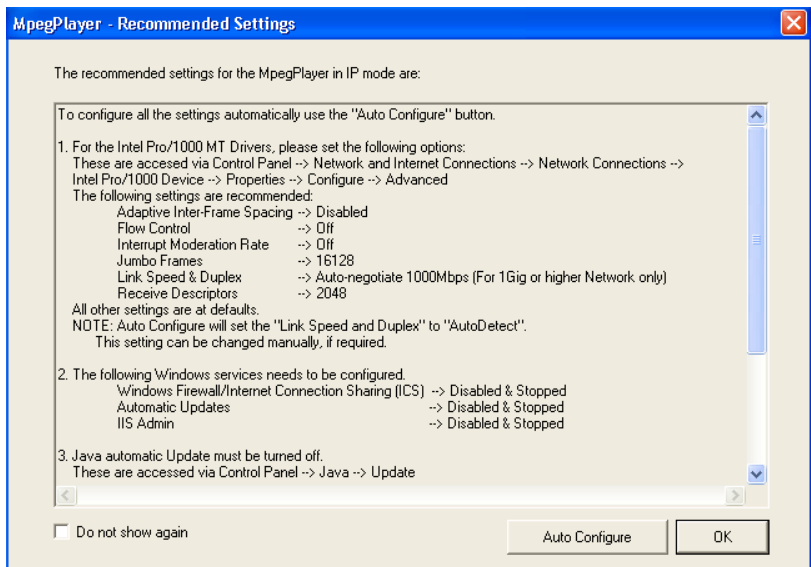 MpegPlayer - Recommended Settings
The recommended settings for the MpegPlayer in IP mode are:
To configure all the settings automatically use the "Auto Configure" button.
1. For the Intel Pro/1000 MT Drivers, please set the following options:
These are accesed via Control Panel --> Network and Internet Connections --> Network Connections -->
Intel Pro/1000 Device --> Properties --> Configure --> Advanced
The following settings are recommended:
Adaptive Inter-Frame Spacing --> Disabled
Flow Control --> Off
Interrupt Moderation Rate --> Off
Jumbo Frames --> 16128
Link Speed & Duplex --> Auto-negotiate 1000Mbps (For 1Gig or higher Network only)
Receive Descriptors --> 2048
All other settings are at defaults.
NOTE: Auto Configure will set the "Link Speed and Duplex" to "AutoDetect".
This setting can be changed manually, if required.
2. The following Windows services needs to be configured.
Windows Firewall/Internet Connection Sharing (ICS) --> Disabled & Stopped
Automatic Updates --> Disabled & Stopped
IIS Admin --> Disabled & Stopped
3. Java automatic Update must be turned off.
These are accessed via Control Panel --> Java --> Update
Do not show again
Auto Configure
OK